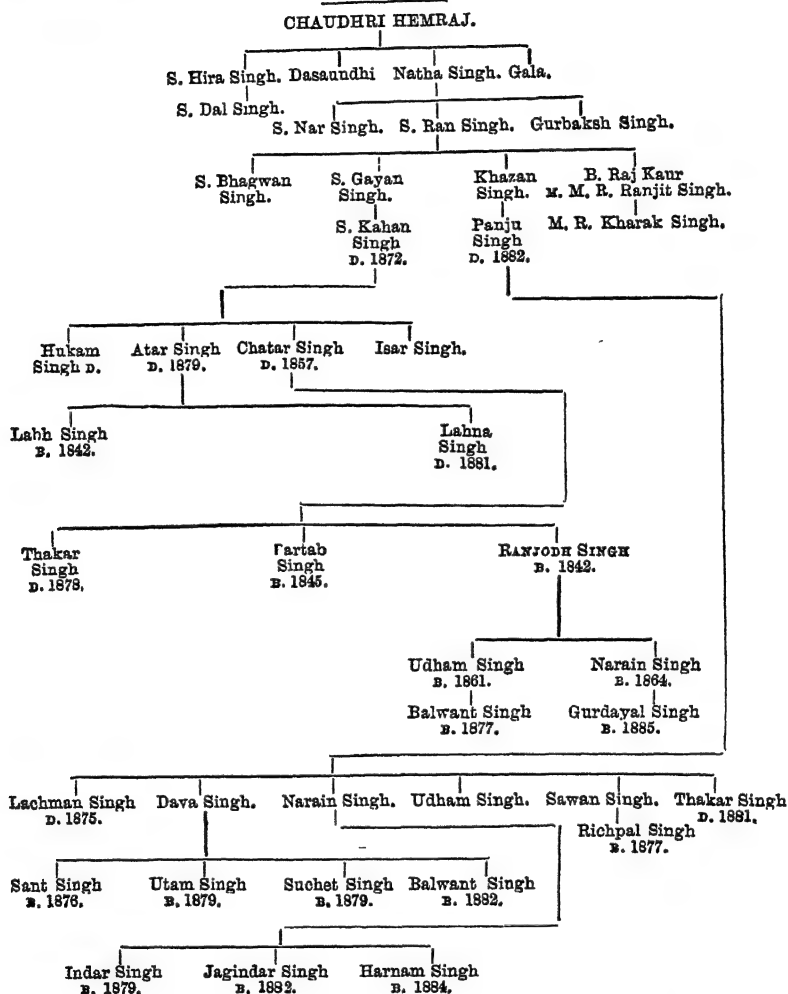 CHAUDHRI HEMRAJ.
S. Hira Singh. Dasaundhi Natha Singh. Gala.
S. Dal Singh.
S. Nar Singh. S. Ran Singh. Gurbaksh Singh.
S. Bhagwan Singh.
S. Gayan Singh.
Khazan Singh.
B. Raj Kaur
M. M. R. Ranjit Singh.
S. Kahan Singh
D. 1872.
Panju Singh
D. 1882.
M. R. Kharak Singh.
Hukam Singh D.
Atar Singh
D. 1879.
Chatar Singh
D. 1857.
Isar Singh.
Labh Singh
B. 1842.
Lahna Singh
D. 1881.
Thakar Singh
D. 1878.
Partab Singh
B. 1845.
RANJODH SINGH
B. 1842.
Udham Singh
B. 1861.
Narain Singh
B. 1864.
Balwant Singh
B. 1877.
Gurdayal Singh
B. 1885.
Lachman Singh
D. 1875.
Dava Singh. Narain Singh. Udham Singh. Sawan Singh. Thakar Singh
D. 1881.
Richpal Singh
B. 1877.
Sant Singh
B. 1876.
Utam Singh
B. 1879.
Suchet Singh
B. 1879.
Balwant Singh
B. 1882.
Indar Singh
B. 1879.
Jagindar Singh
B. 1882.
Harnam Singh
B. 1884.